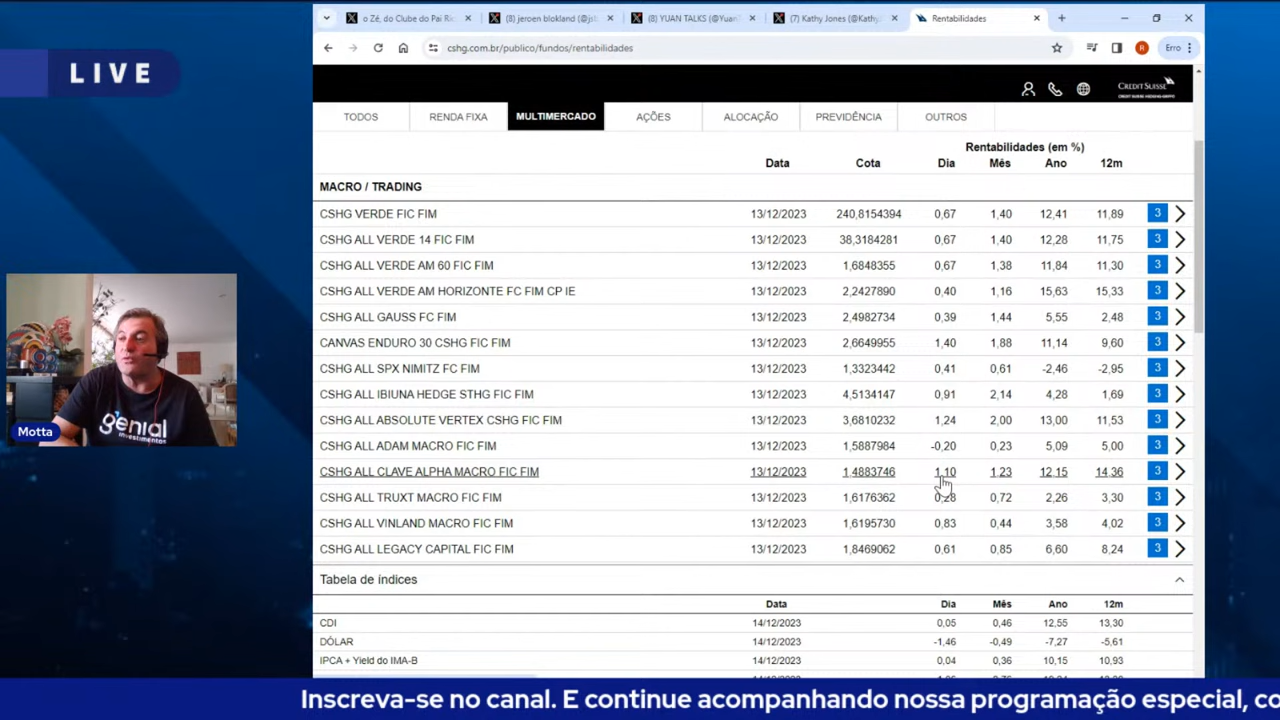 LIVE
o Zé, do Clube do Pai Ric
(8) jeroen blokland (@jsb
(8) YUAN TALKS (@Yuan
(7) Kathy Jones (@Kathy
Rentabilidades
cshg.com.br/publico/fundos/rentabilidades
R
Erro
CREDIT SUISSE
TODOS RENDA FIXA MULTIMERCADO AÇÕES ALOCAÇÃO PREVIDÊNCIA OUTROS
Rentabilidades (em %)
Data Cota Dia Mês Ano 12m
MACRO / TRADING
CSHG VERDE FIC FIM 13/12/2023 240,8154394 0,67 1,40 12,41 11,89 3
CSHG ALL VERDE 14 FIC FIM 13/12/2023 38,3184281 0,67 1,40 12,28 11,75 3
CSHG ALL VERDE AM 60 FIC FIM 13/12/2023 1,6848355 0,67 1,38 11,84 11,30 3
CSHG ALL VERDE AM HORIZONTE FC FIM CP IE 13/12/2023 2,2427890 0,40 1,16 15,63 15,33 3
CSHG ALL GAUSS FC FIM 13/12/2023 2,4982734 0,39 1,44 5,55 2,48 3
CANVAS ENDURO 30 CSHG FIC FIM 13/12/2023 2,6649955 1,40 1,88 11,14 9,60 3
CSHG ALL SPX NIMITZ FC FIM 13/12/2023 1,3323442 0,41 0,61 -2,46 -2,95 3
CSHG ALL IBIUNA HEDGE STHG FIC FIM 13/12/2023 4,5134147 0,91 2,14 4,28 1,69 3
CSHG ALL ABSOLUTE VERTEX CSHG FIC FIM 13/12/2023 3,6810232 1,24 2,00 13,00 11,53 3
CSHG ALL ADAM MACRO FIC FIM 13/12/2023 1,5887984 -0,20 0,23 5,09 5,00 3
CSHG ALL CLAVE ALPHA MACRO FIC FIM 13/12/2023 1,4883746 1,10 1,23 12,15 14,36 3
CSHG ALL TRUXT MACRO FIC FIM 13/12/2023 1,6176362 0,28 0,72 2,26 3,30 3
CSHG ALL VINLAND MACRO FIC FIM 13/12/2023 1,6195730 0,83 0,44 3,58 4,02 3
CSHG ALL LEGACY CAPITAL FIC FIM 13/12/2023 1,8469062 0,61 0,85 6,60 8,24 3
Tabela de índices
Data Dia Mês Ano 12m
CDI 14/12/2023 0,05 0,46 12,55 13,30
DÓLAR 14/12/2023 -1,46 -0,49 -7,27 -5,61
IPCA + Yield do IMA-B 14/12/2023 0,04 0,36 10,15 10,93
genial
investimentos
Motta
Inscreva-se no canal. E continue acompanhando nossa programação especial, co